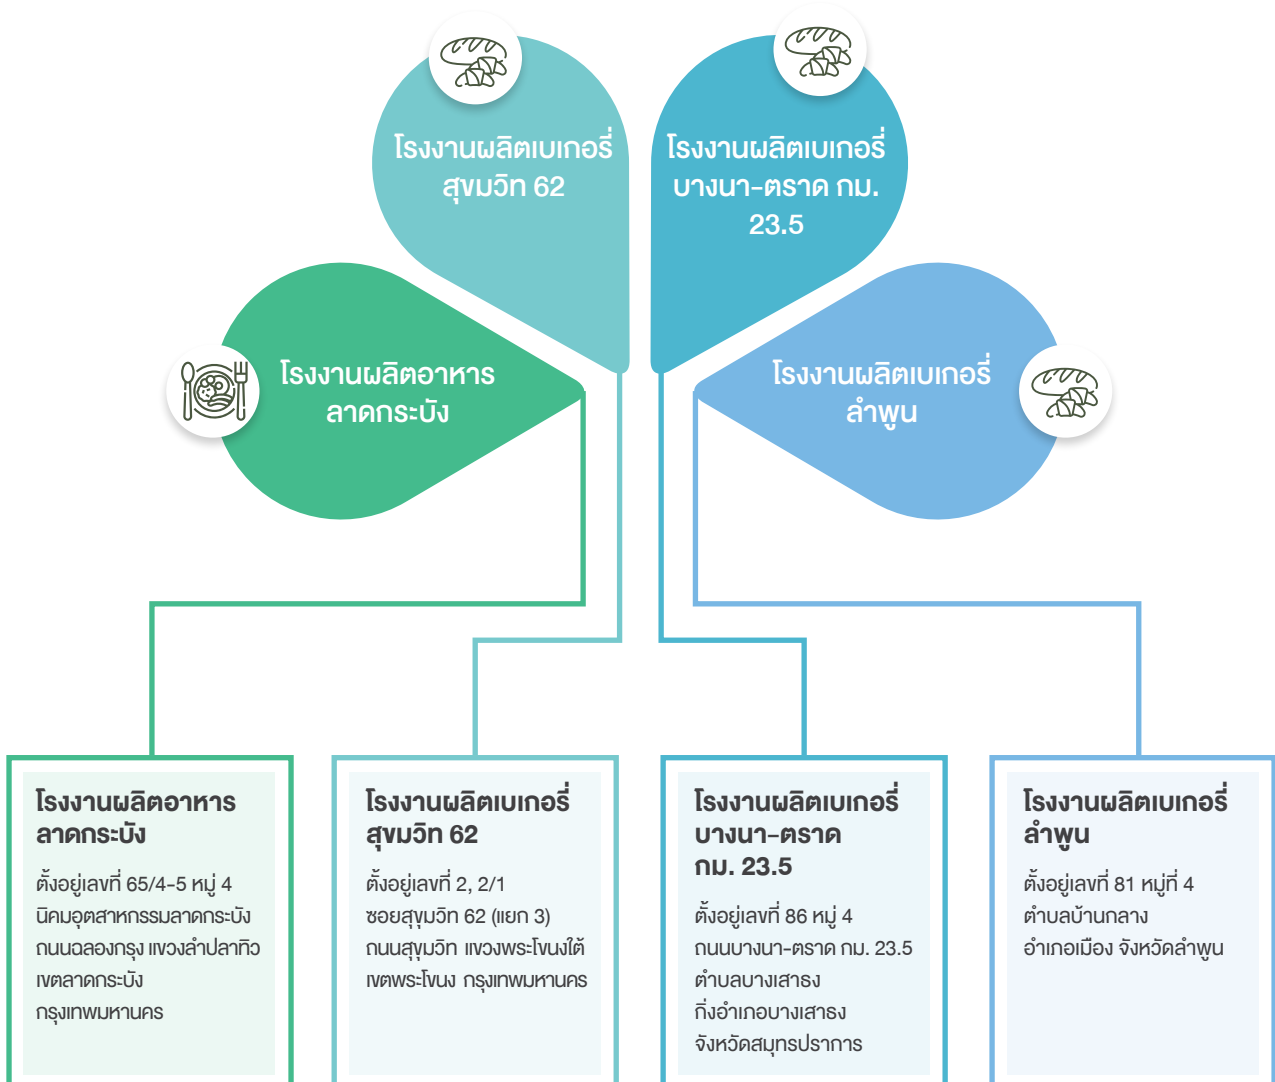 โรงงานผลิตเบเกอรี่
สุขุมวิท 62
โรงงานผลิตเบเกอรี่
บางนา-ตราด กม.
23.5
โรงงานผลิตอาหาร
ลาดกระบัง
โรงงานผลิตเบเกอรี่
ลำพูน
โรงงานผลิตอาหาร
ลาดกระบัง
ตั้งอยู่เลขที่ 65/4-5 หมู่ 4
นิคมอุตสาหกรรมลาดกระบัง
ถนนฉลองกรุง แขวงลำปลาทิว
เขตลาดกระบัง
กรุงเทพมหานคร
โรงงานผลิตเบเกอรี่
สุขุมวิท 62
ตั้งอยู่เลขที่ 2, 2/1
ซอยสุขุมวิท 62 (แยก 3)
ถนนสุขุมวิท แขวงพระโขนงใต้
เขตพระโขนง กรุงเทพมหานคร
โรงงานผลิตเบเกอรี่
บางนา-ตราด
กม. 23.5
ตั้งอยู่เลขที่ 86 หมู่ 4
ถนนบางนา-ตราด กม. 23.5
ตำบลบางเสาธง
กิ่งอำเภอบางเสาธง
จังหวัดสมุทรปราการ
โรงงานผลิตเบเกอรี่
ลำพูน
ตั้งอยู่เลขที่ 81 หมู่ที่ 4
ตำบลบ้านกลาง
อำเภอเมือง จังหวัดลำพูน